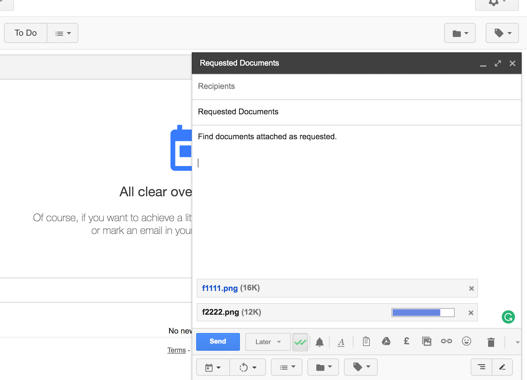 To Do
Requested Documents
Recipients
Requested Documents
Find documents attached as requested.
All clear ove
Of course, if you want to achieve a lit
or mark an email in your
f1111.png (16K)
f2222.png (12K)
No new
Send
Later
A
£
Terms -